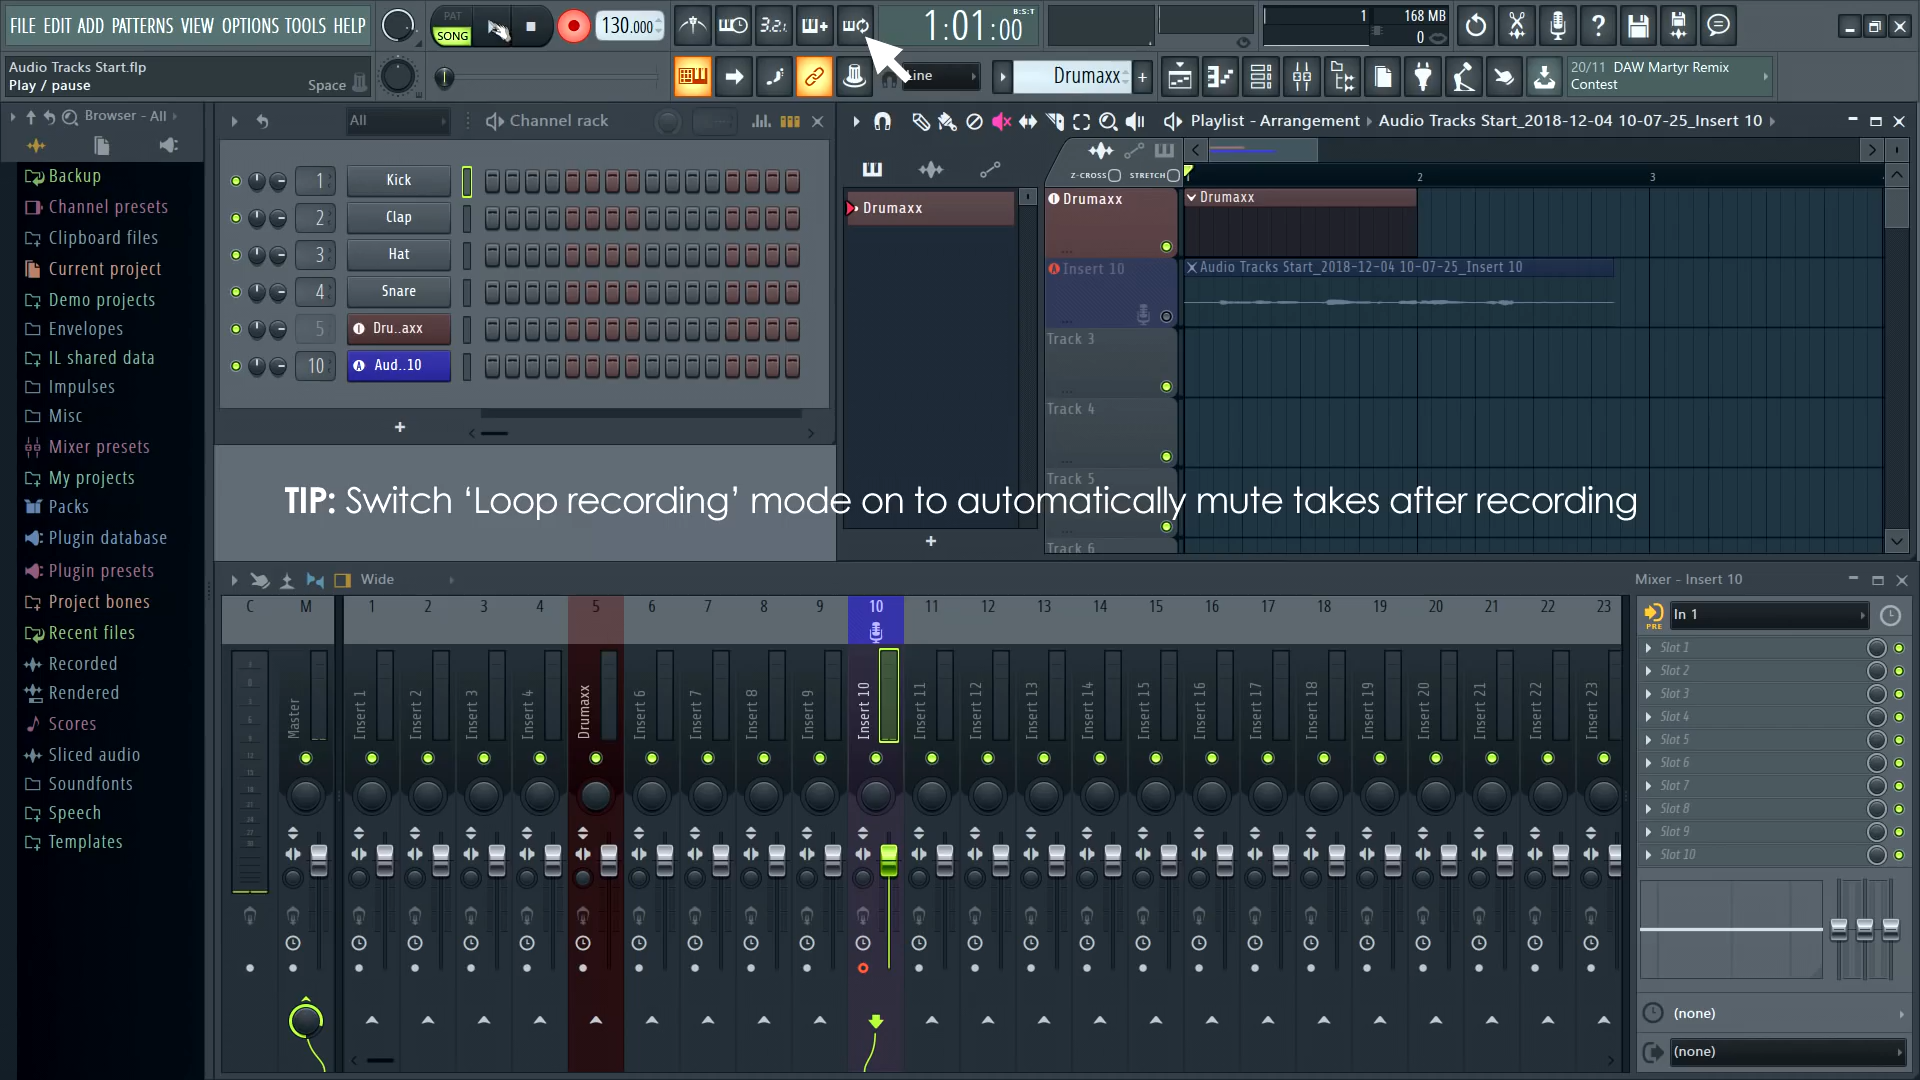 FILE EDIT ADD PATTERNS VIEW OPTIONS TOOLS HELP
PAT
SONG
130.000
3.2.
1:01:00
B:S:T
1
168 MB
0
Audio Tracks Start.flp
Play / pause
Space
Line
Drumaxx
20/11 DAW Martyr Remix
Contest
Browser - All
All
Channel rack
Playlist - Arrangement
Audio Tracks Start_2018-12-04 10-07-25_Insert 10
Z-CROSS
STRETCH
2
3
Backup
Channel presets
Clipboard files
Current project
Demo projects
Envelopes
IL shared data
Impulses
Misc
Mixer presets
My projects
Packs
Plugin database
Plugin presets
Project bones
Recent files
Recorded
Rendered
Scores
Sliced audio
Soundfonts
Speech
Templates
1 Kick
2 Clap
3 Hat
4 Snare
5 Dru..axx
10 Aud..10
Drumaxx
Drumaxx
Insert 10
Track 3
Track 4
Track 5
Track 6
Drumaxx
Audio Tracks Start_2018-12-04 10-07-25_Insert 10
TIP: Switch ‘Loop recording’ mode on to automatically mute takes after recording
Wide
C M 1 2 3 4 5 6 7 8 9 10 11 12 13 14 15 16 17 18 19 20 21 22 23
Master
Insert 1
Insert 2
Insert 3
Insert 4
Drumaxx
Insert 6
Insert 7
Insert 8
Insert 9
Insert 10
Insert 11
Insert 12
Insert 13
Insert 14
Insert 15
Insert 16
Insert 17
Insert 18
Insert 19
Insert 20
Insert 21
Insert 22
Insert 23
Mixer - Insert 10
PRE
In 1
Slot 1
Slot 2
Slot 3
Slot 4
Slot 5
Slot 6
Slot 7
Slot 8
Slot 9
Slot 10
(none)
(none)